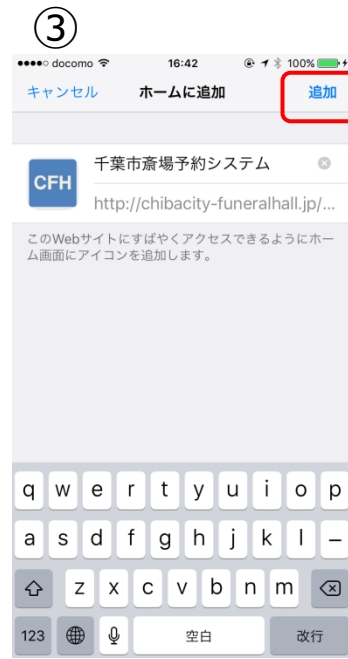 ③
docomo 16:42 100%
キャンセル ホームに追加 追加
CFH
千葉市斎場予約システム
http://chibacity-funeralhall.jp/...
このWebサイトにすばやくアクセスできるようにホー
ム画面にアイコンを追加します。
q w e r t y u i o p
a s d f g h j k l –
z x c v b n m
123 空白 改行